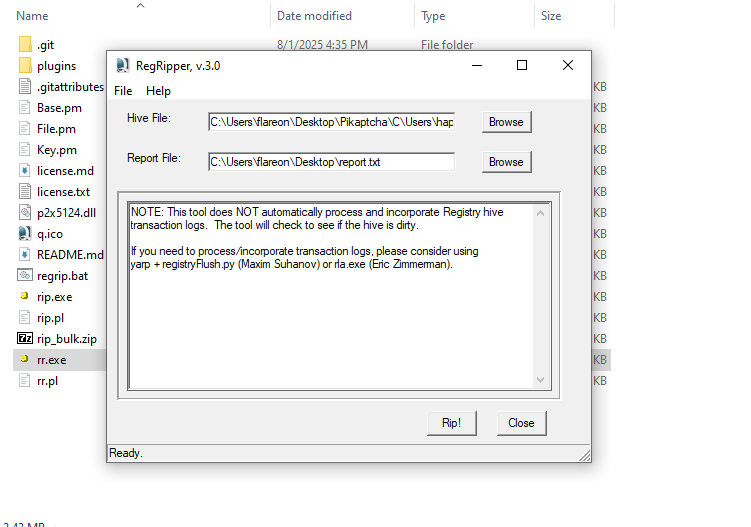 Name Date modified Type Size
.git 8/1/2025 4:35 PM File folder
plugins
.gitattributes KB
Base.pm KB
File.pm KB
Key.pm KB
license.md KB
license.txt KB
p2x5124.dll KB
q.ico KB
README.md KB
regrip.bat KB
rip.exe KB
rip.pl KB
rip_bulk.zip KB
rr.exe KB
rr.pl KB
RegRipper, v.3.0
File Help
Hive File: C:\Users\flareon\Desktop\Pikaptcha\C\Users\hap Browse
Report File: C:\Users\flareon\Desktop\report.txt Browse
NOTE: This tool does NOT automatically process and incorporate Registry hive
transaction logs. The tool will check to see if the hive is dirty.
If you need to process/incorporate transaction logs, please consider using
yarp + registryFlush.py (Maxim Suhanov) or rla.exe (Eric Zimmerman).
Rip! Close
Ready.